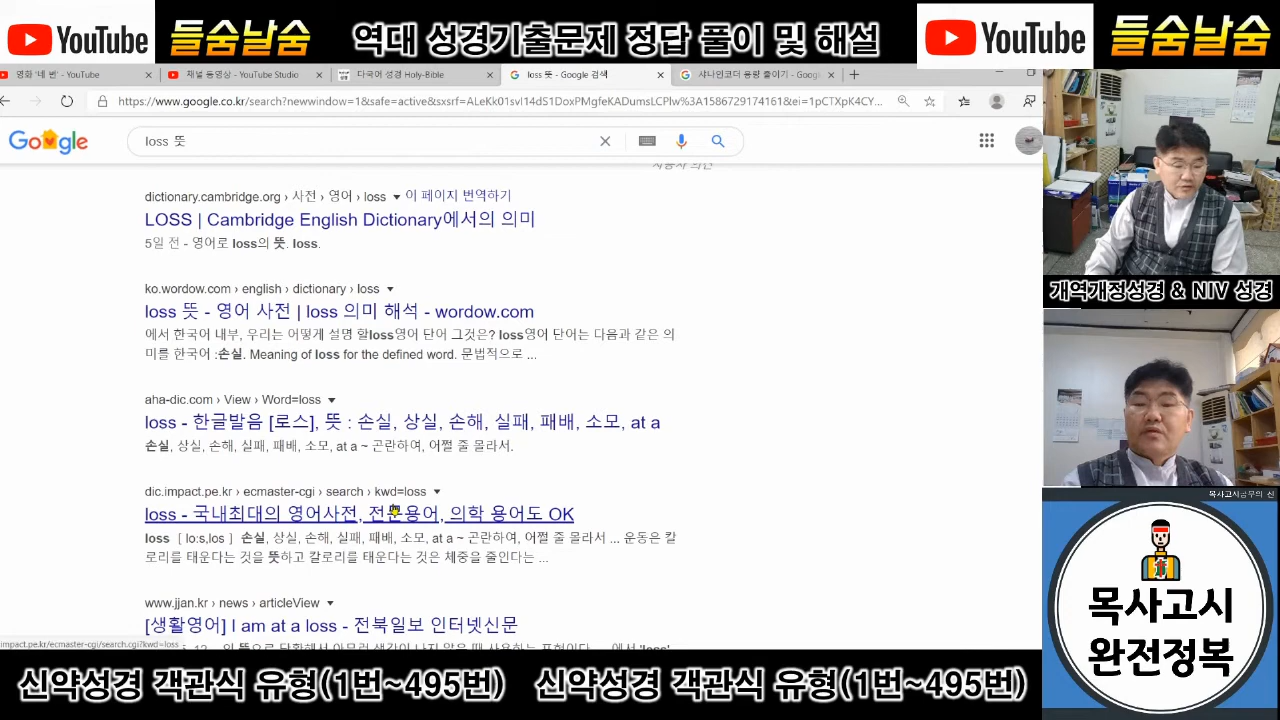 YouTube
들숨날숨
역대 성경기출문제 정답 풀이 및 해설
YouTube
들숨날숨
영화 '네 번' - YouTube
채널 동영상 - YouTube Studio
다국어 성경 Holy-Bible
loss 뜻 - Google 검색
샤나인코더 용량 줄이기 - Googl
https://www.google.co.kr/search?newwindow=1&safe=active&sxsrf=ALeKk01svl14dS1DoxPMgfeKADumsLCPlw%3A1586729174161&ei=1pCTXpK4CY...
Google
loss 뜻
dictionary.cambridge.org › 사전 › 영어 › loss
이 페이지 번역하기
LOSS | Cambridge English Dictionary에서의 의미
5일 전 - 영어로 loss의 뜻. loss.
ko.wordow.com › english › dictionary › loss
loss 뜻 - 영어 사전 | loss 의미 해석 - wordow.com
에서 한국어 내부, 우리는 어떻게 설명 할loss영어 단어 그것은? loss영어 단어는 다음과 같은 의
미를 한국어 :손실. Meaning of loss for the defined word. 문법적으로 ...
aha-dic.com › View › Word=loss
loss - 한글발음 [로스], 뜻 : 손실, 상실, 손해, 실패, 패배, 소모, at a
손실, 상실, 손해, 실패, 패배, 소모, at a ~ 곤란하여, 어쩔 줄 몰라서.
dic.impact.pe.kr › ecmaster-cgi › search › kwd=loss
loss - 국내최대의 영어사전, 전문용어, 의학 용어도 OK
loss [ lo:s,los ] 손실, 상실, 손해, 실패, 패배, 소모, at a ~ 곤란하여, 어쩔 줄 몰라서 ... 운동은 칼
로리를 태운다는 것을 뜻하고 칼로리를 태운다는 것은 체중을 줄인다는 ...
www.jjan.kr › news › articleView
[생활영어] I am at a loss - 전북일보 인터넷신문
impact.pe.kr/ecmaster-cgi/search.cgi?kwd=loss
개역개정성경 & NIV 성경
목사고시공부의 신
목사고시
완전정복
신약성경 객관식 유형(1번~495번)
신약성경 객관식 유형(1번~495번)